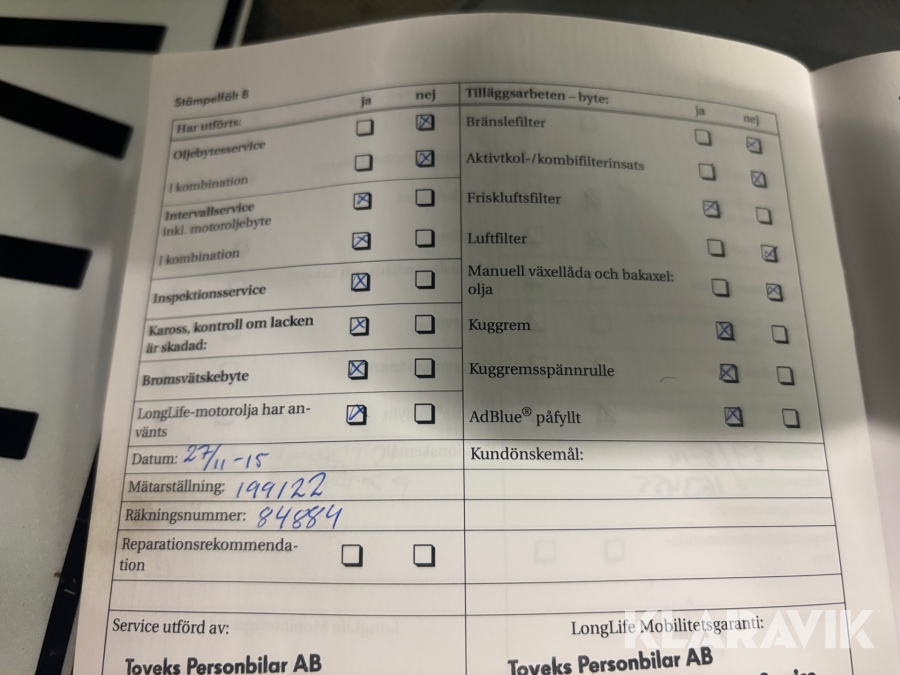 Stämpelfält 8
ja nej
Har utförts:
Oljebytesservice
I kombination
Intervallservice
inkl. motoroljebyte
I kombination
Inspektionsservice
Kaross, kontroll om lacken
är skadad:
Bromsvätskebyte
LongLife-motorolja har an-
vänts
Datum: 27/11-15
Mätarställning: 199122
Räkningsnummer: 84884
Reparationsrekommenda-
tion
Service utförd av:
Toveks Personbilar AB
Tilläggsarbeten – byte:
ja nej
Bränslefilter
Aktivtkol-/kombifilterinsats
Friskluftsfilter
Luftfilter
Manuell växellåda och bakaxel:
olja
Kuggrem
Kuggremsspännrulle
AdBlue® påfyllt
Kundönskemål:
LongLife Mobilitetsgaranti:
Toveks Personbilar AB
KLARAVIK